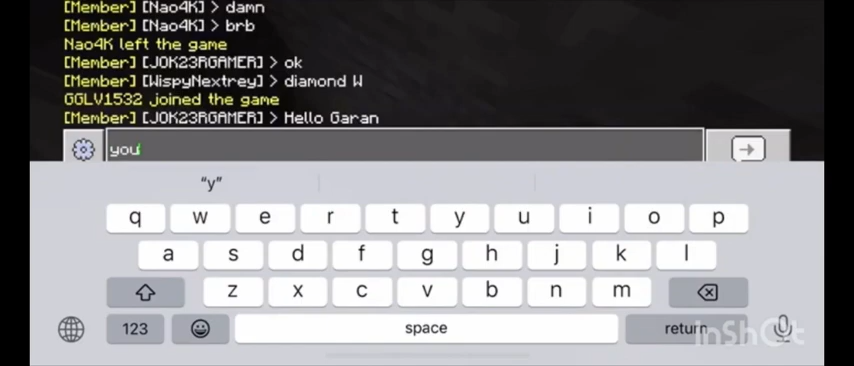 [Member] [Nao4K] > damn
[Member] [Nao4K] > brb
Nao4K left the game
[Member] [JOK23RGAMER] > ok
[Member] [WispyNextrey] > diamond W
GGLV1532 joined the game
[Member] [JOK23RGAMER] > Hello Garan
you
"y"
q w e r t y u i o p
a s d f g h j k l
z x c v b n m
123 space return
InShOt